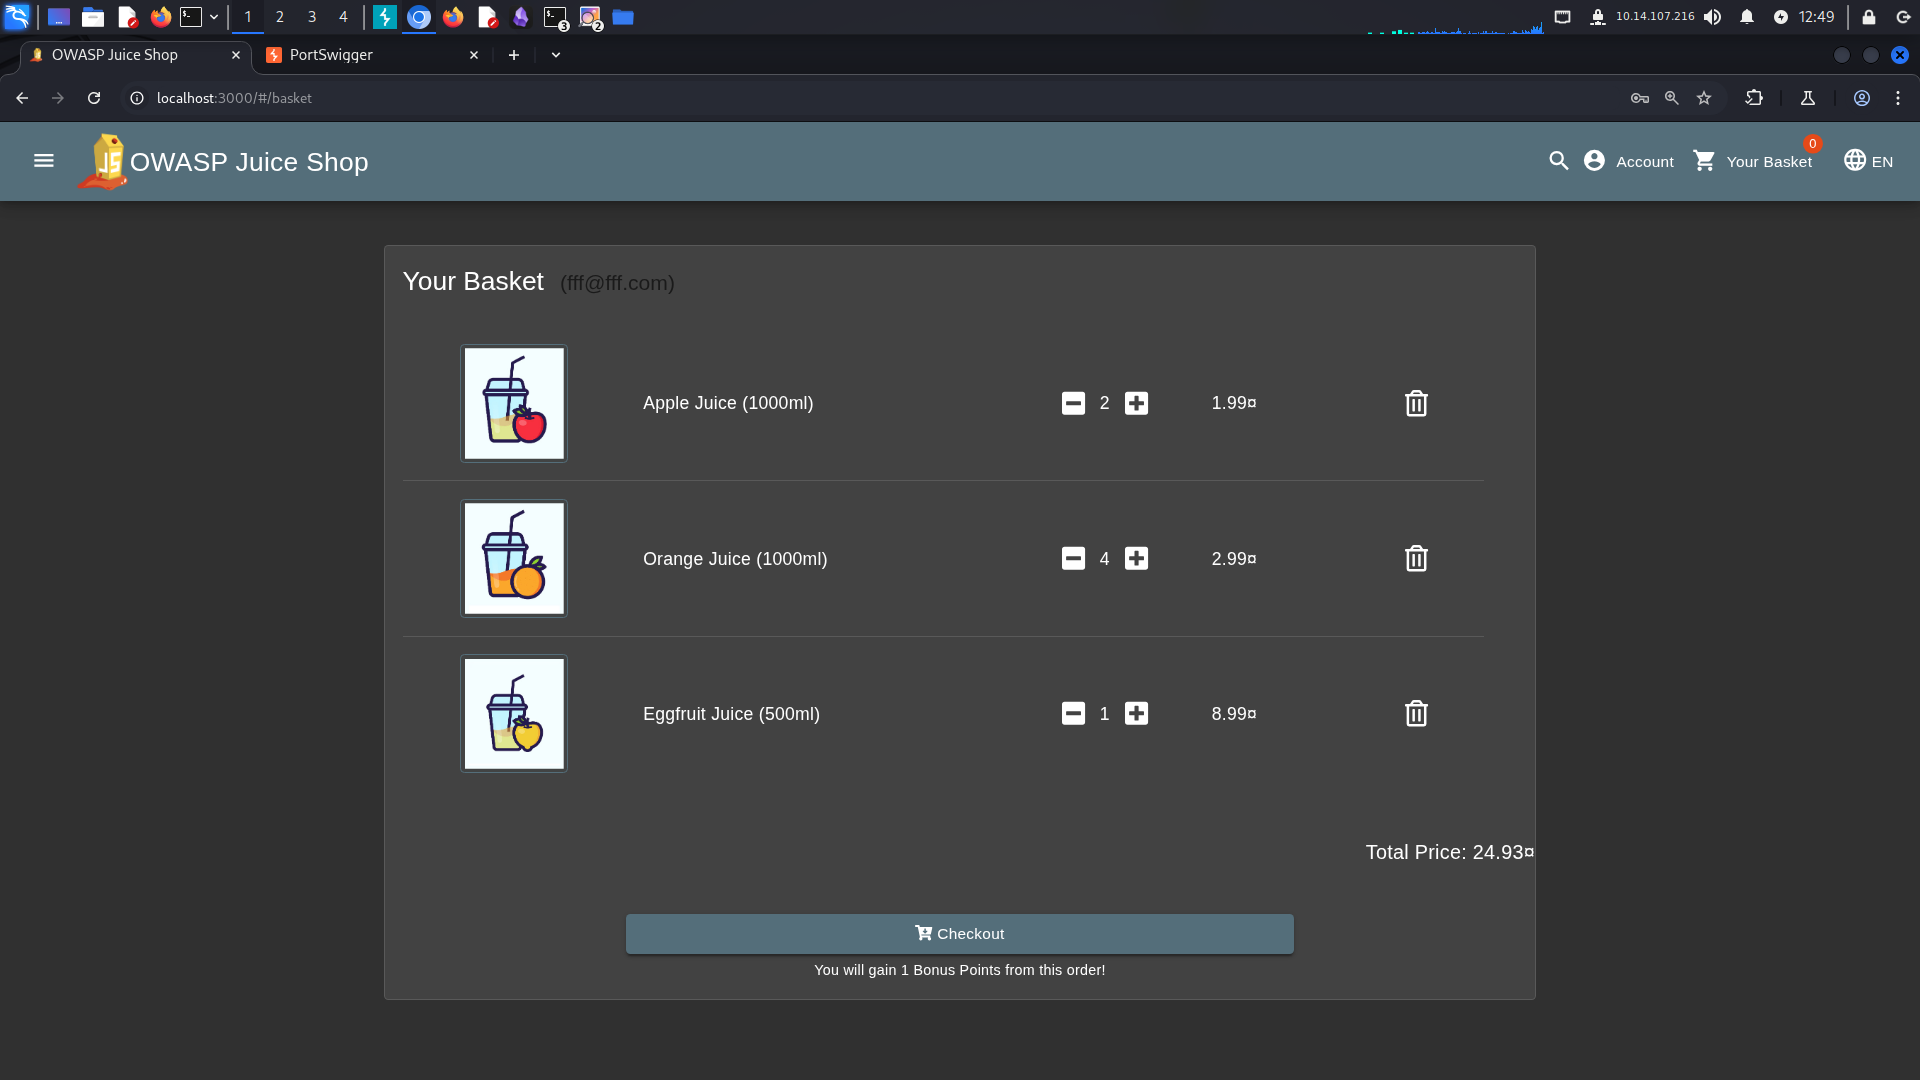 1 2 3 4 3 2 10.14.107.216 12:49
OWASP Juice Shop PortSwigger
localhost:3000/#/basket
OWASP Juice Shop Account Your Basket 0 EN
Your Basket (fff@fff.com)
Apple Juice (1000ml) 2 1.99¤
Orange Juice (1000ml) 4 2.99¤
Eggfruit Juice (500ml) 1 8.99¤
Total Price: 24.93¤
Checkout
You will gain 1 Bonus Points from this order!